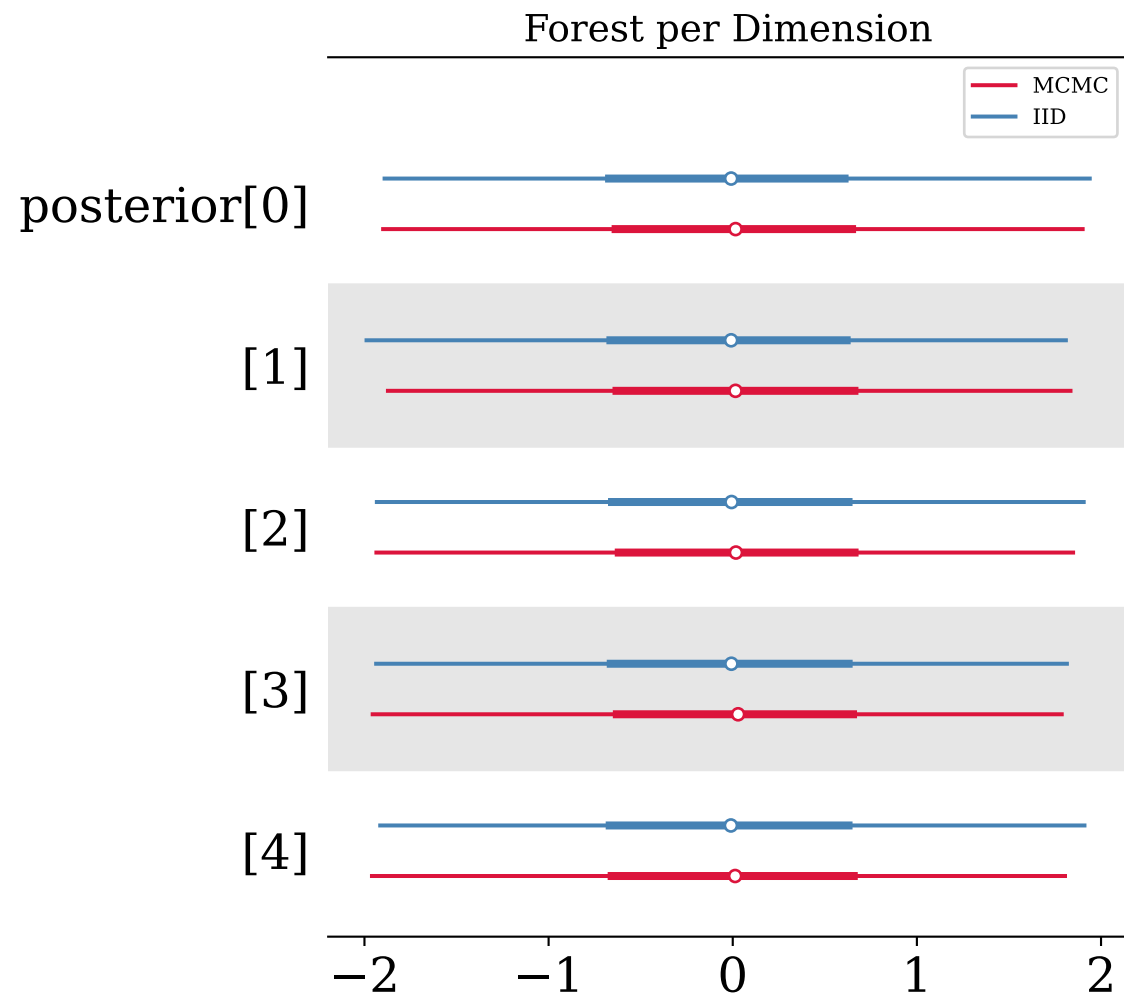 Forest per Dimension
MCMC
IID
posterior[0]
[1]
[2]
[3]
[4]
−2 −1 0 1 2